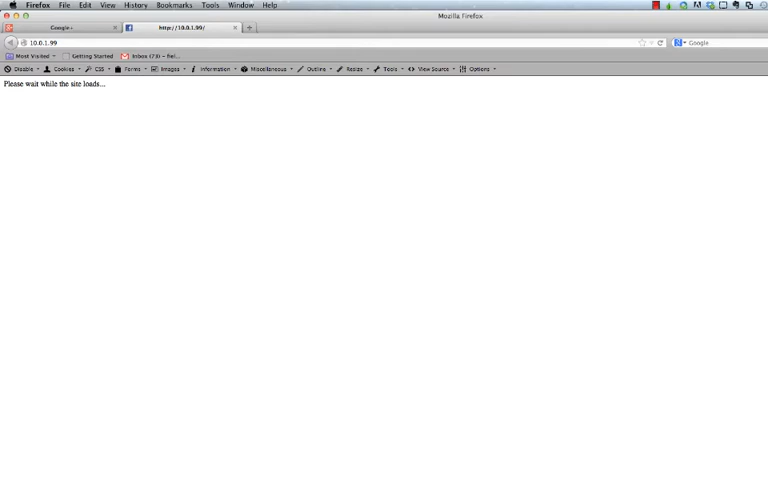 Firefox File Edit View History Bookmarks Tools Window Help
Mozilla Firefox
Google+ http://10.0.1.99/
10.0.1.99 Google
Most Visited Getting Started
Disable Cookies CSS Forms Images Information Miscellaneous Outline Resize Tools View Source Options
Please wait while the site loads...